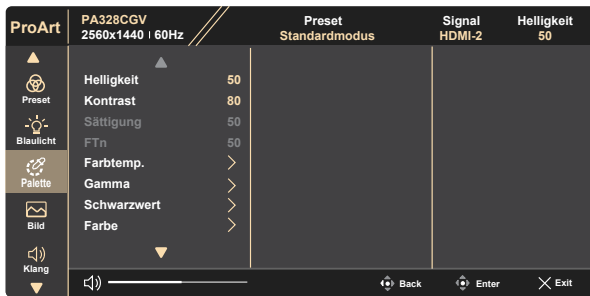 ProArt
PA328CGV
2560x1440 60Hz
Preset
Standardmodus
Signal
HDMI-2
Helligkeit
50
Preset
Blaulicht
Palette
Bild
Klang
Helligkeit 50
Kontrast 80
Sättigung 50
FTn 50
Farbtemp.
Gamma
Schwarzwert
Farbe
Back
Enter
Exit